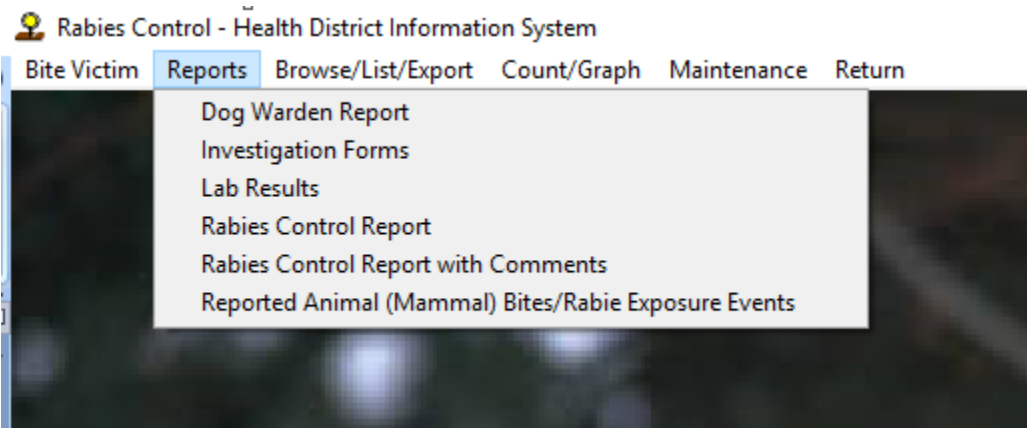 Rabies Control - Health District Information System
Bite Victim Reports Browse/List/Export Count/Graph Maintenance Return
Dog Warden Report
Investigation Forms
Lab Results
Rabies Control Report
Rabies Control Report with Comments
Reported Animal (Mammal) Bites/Rabie Exposure Events